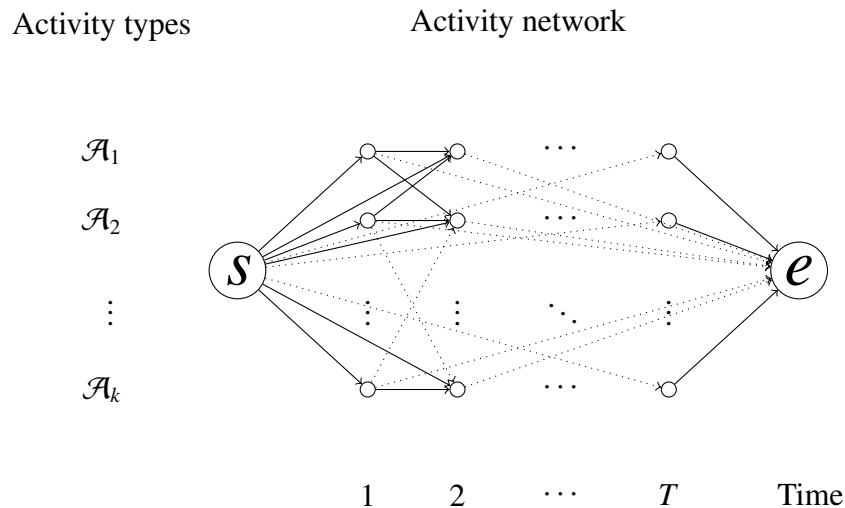 Activity types Activity network
𝒜₁ ⋯
𝒜₂ ⋯
s e
⋮ ⋮ ⋮ ⋱ ⋮
𝒜ₖ ⋯
1 2 ⋯ T Time